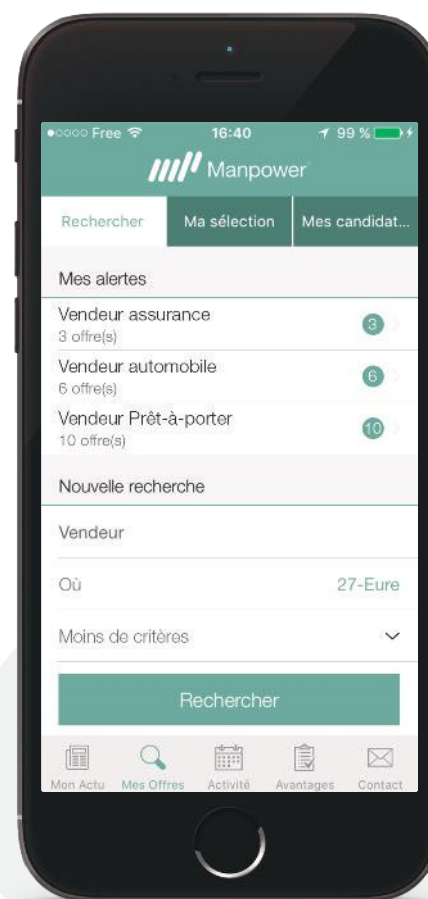 Free 16:40 99 %
Manpower
Rechercher Ma sélection Mes candidat...
Mes alertes
Vendeur assurance
3 offre(s)
3
Vendeur automobile
6 offre(s)
6
Vendeur Prêt-à-porter
10 offre(s)
10
Nouvelle recherche
Vendeur
Où 27-Eure
Moins de critères
Rechercher
Mon Actu Mes Offres Activité Avantages Contact